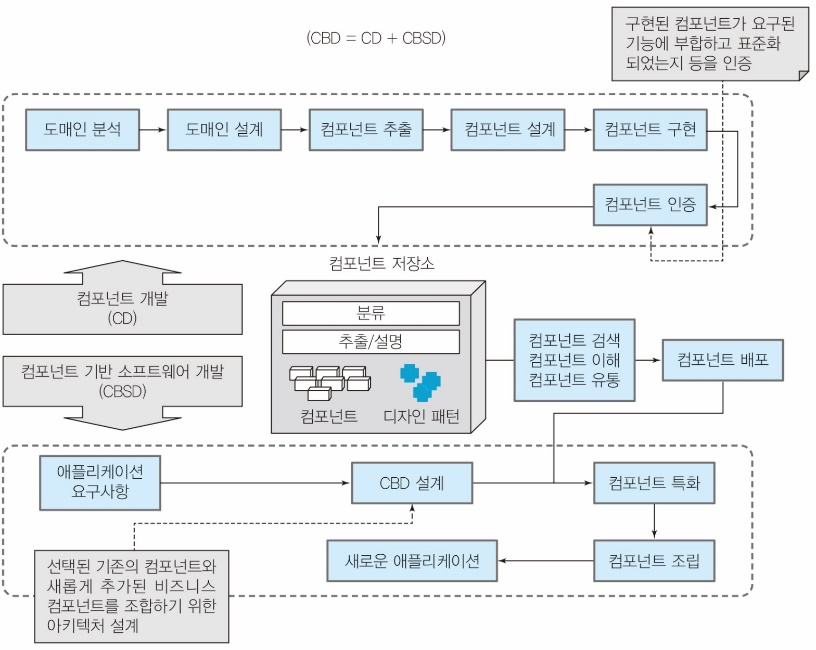 (CBD = CD + CBSD)
구현된 컴포넌트가 요구된
기능에 부합하고 표준화
되었는지 등을 인증
도매인 분석
도매인 설계
컴포넌트 추출
컴포넌트 설계
컴포넌트 구현
컴포넌트 인증
컴포넌트 저장소
컴포넌트 개발
(CD)
분류
추출/설명
컴포넌트
디자인 패턴
컴포넌트 검색
컴포넌트 이해
컴포넌트 유통
컴포넌트 배포
컴포넌트 기반 소프트웨어 개발
(CBSD)
애플리케이션
요구사항
CBD 설계
컴포넌트 특화
새로운 애플리케이션
컴포넌트 조립
선택된 기존의 컴포넌트와
새롭게 추가된 비즈니스
컴포넌트를 조합하기 위한
아키텍처 설계